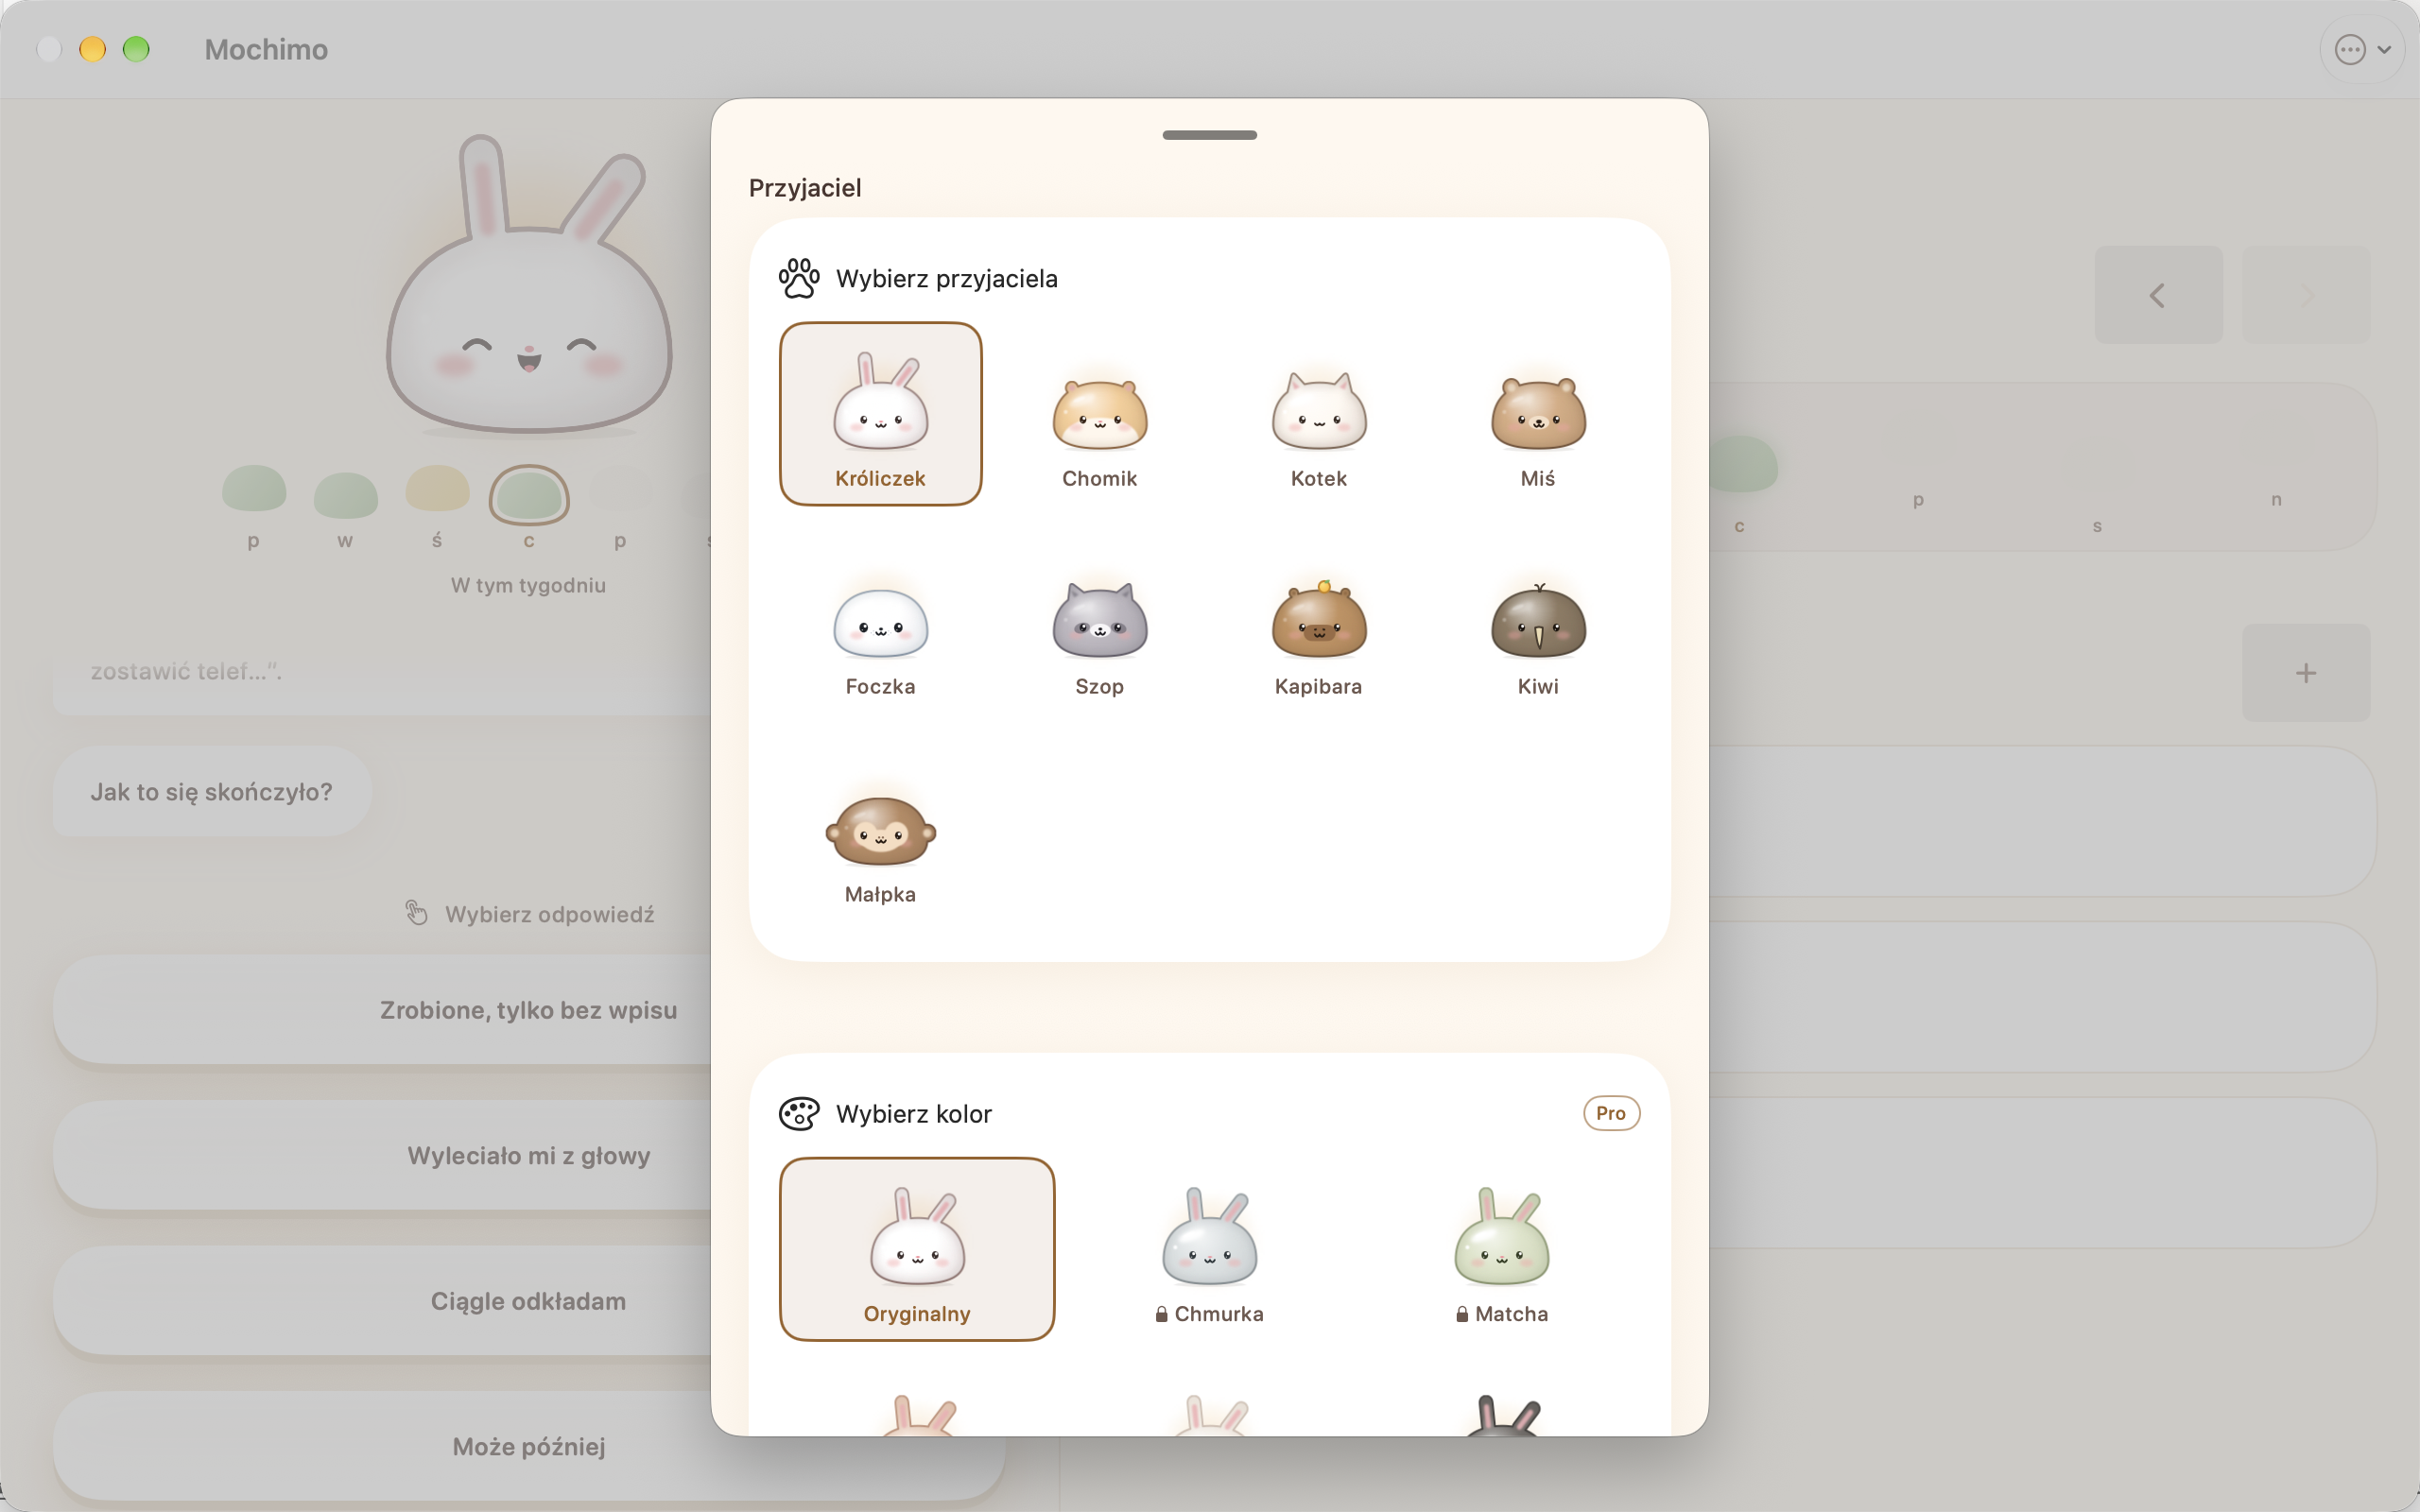 Mochimo
p w ś c p
W tym tygodniu
zostawić telef…”.
Jak to się skończyło?
Wybierz odpowiedź
Zrobione, tylko bez wpisu
Wyleciało mi z głowy
Ciągle odkładam
Może później
Przyjaciel
Wybierz przyjaciela
Króliczek Chomik Kotek Miś
Foczka Szop Kapibara Kiwi
Małpka
Wybierz kolor Pro
Oryginalny Chmurka Matcha
c p s n